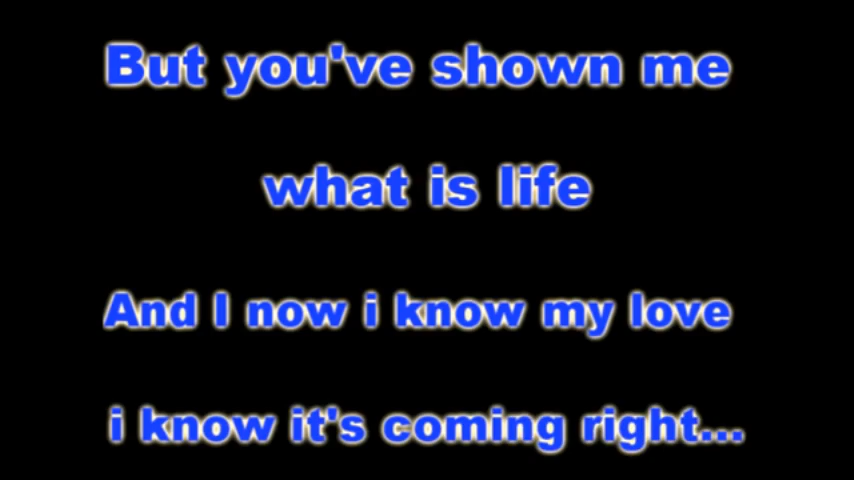 But you've shown me
what is life
And I now i know my love
i know it's coming right...